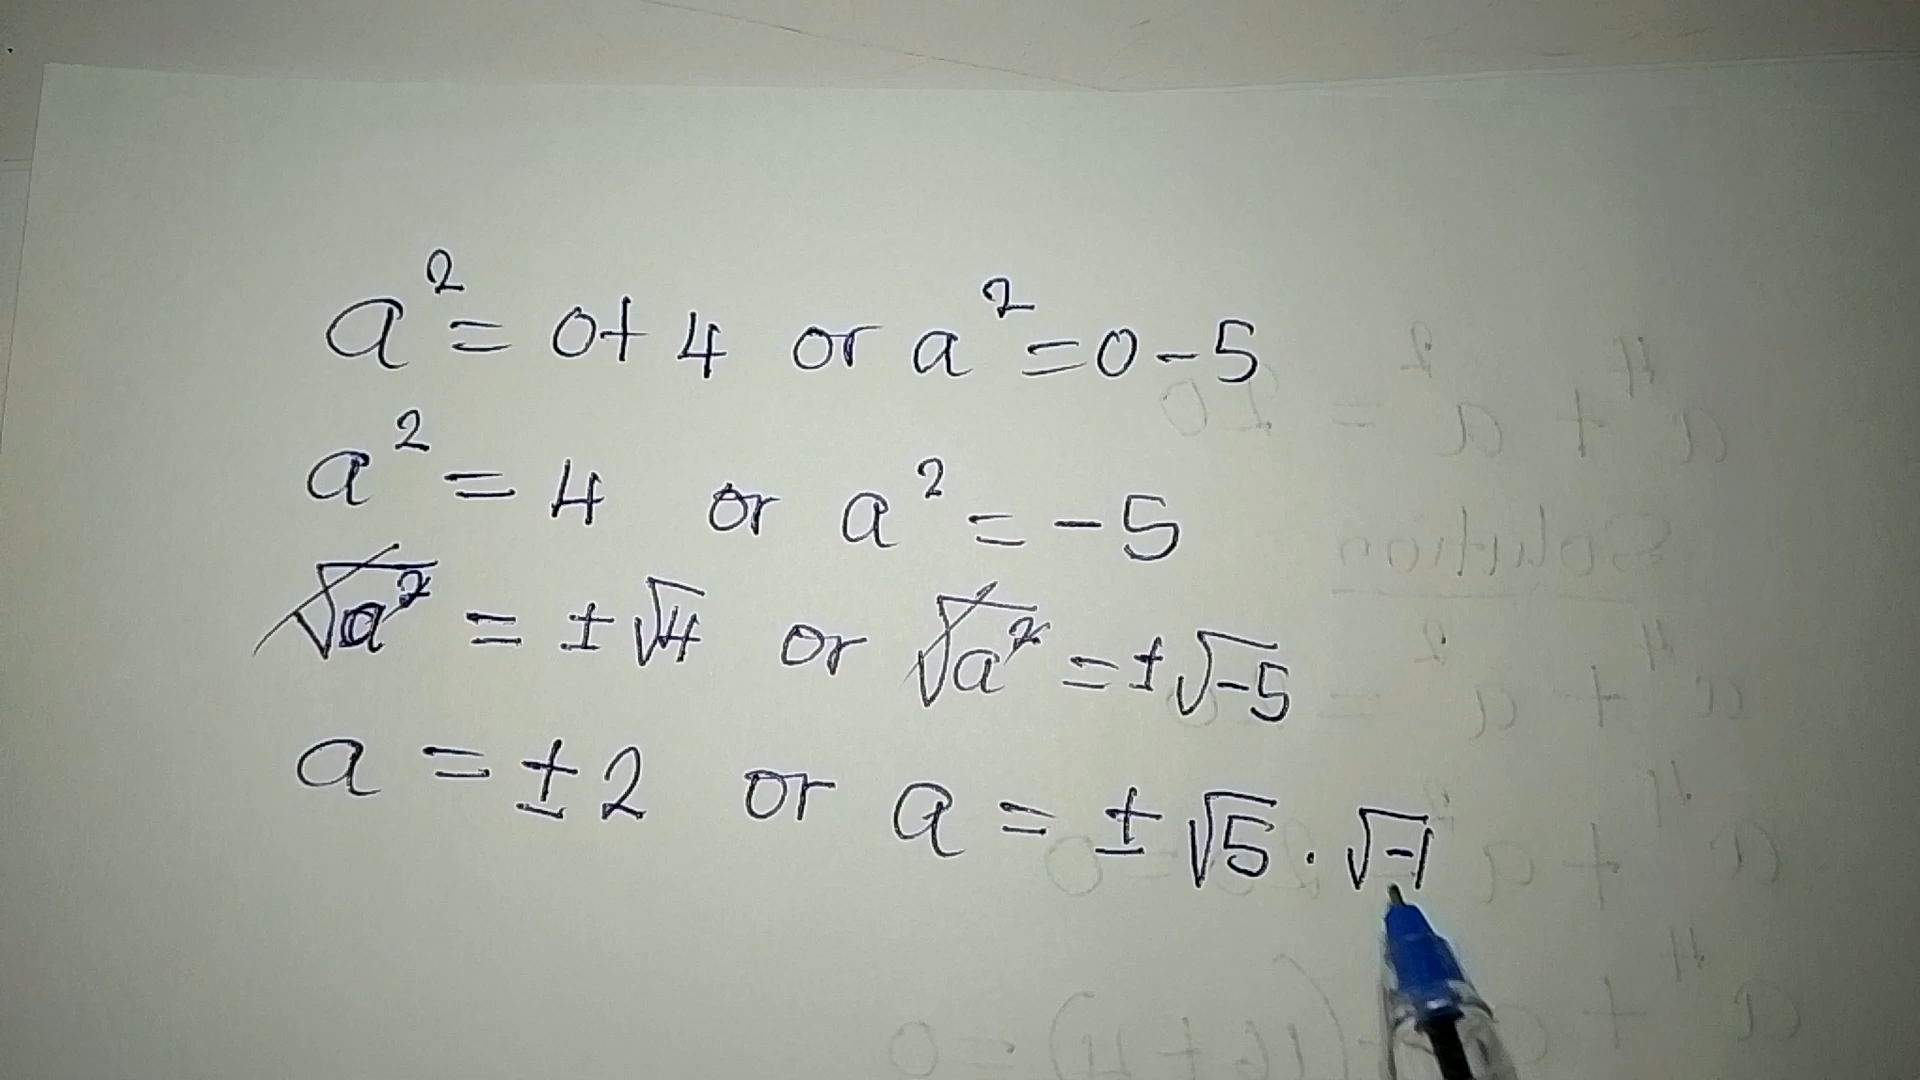 a² = 0+4 or a² = 0-5
a² = 4 or a² = -5
√a² = ±√4 or √a² = ±√-5
a = ±2 or a = ±√5 · √-1